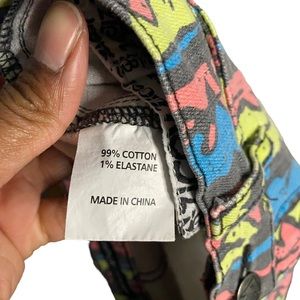 99% COTTON
1% ELASTANE
MADE IN CHINA